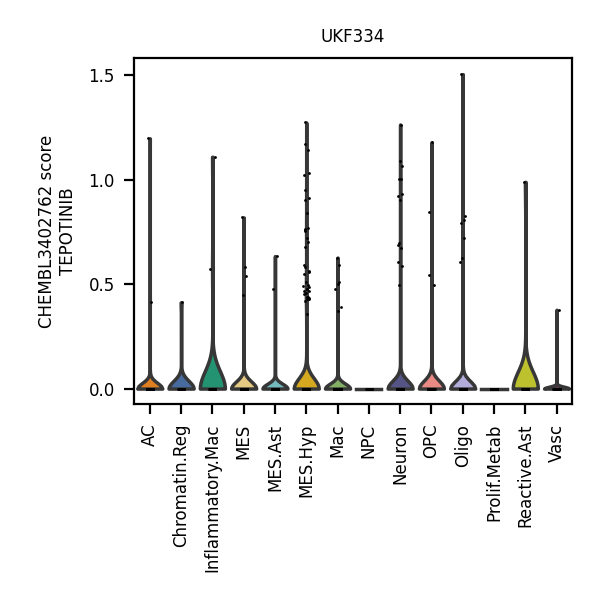 UKF334
CHEMBL3402762 score
TEPOTINIB
1.5
1.0
0.5
0.0
AC
Chromatin.Reg
Inflammatory.Mac
MES
MES.Ast
MES.Hyp
Mac
NPC
Neuron
OPC
Oligo
Prolif.Metab
Reactive.Ast
Vasc